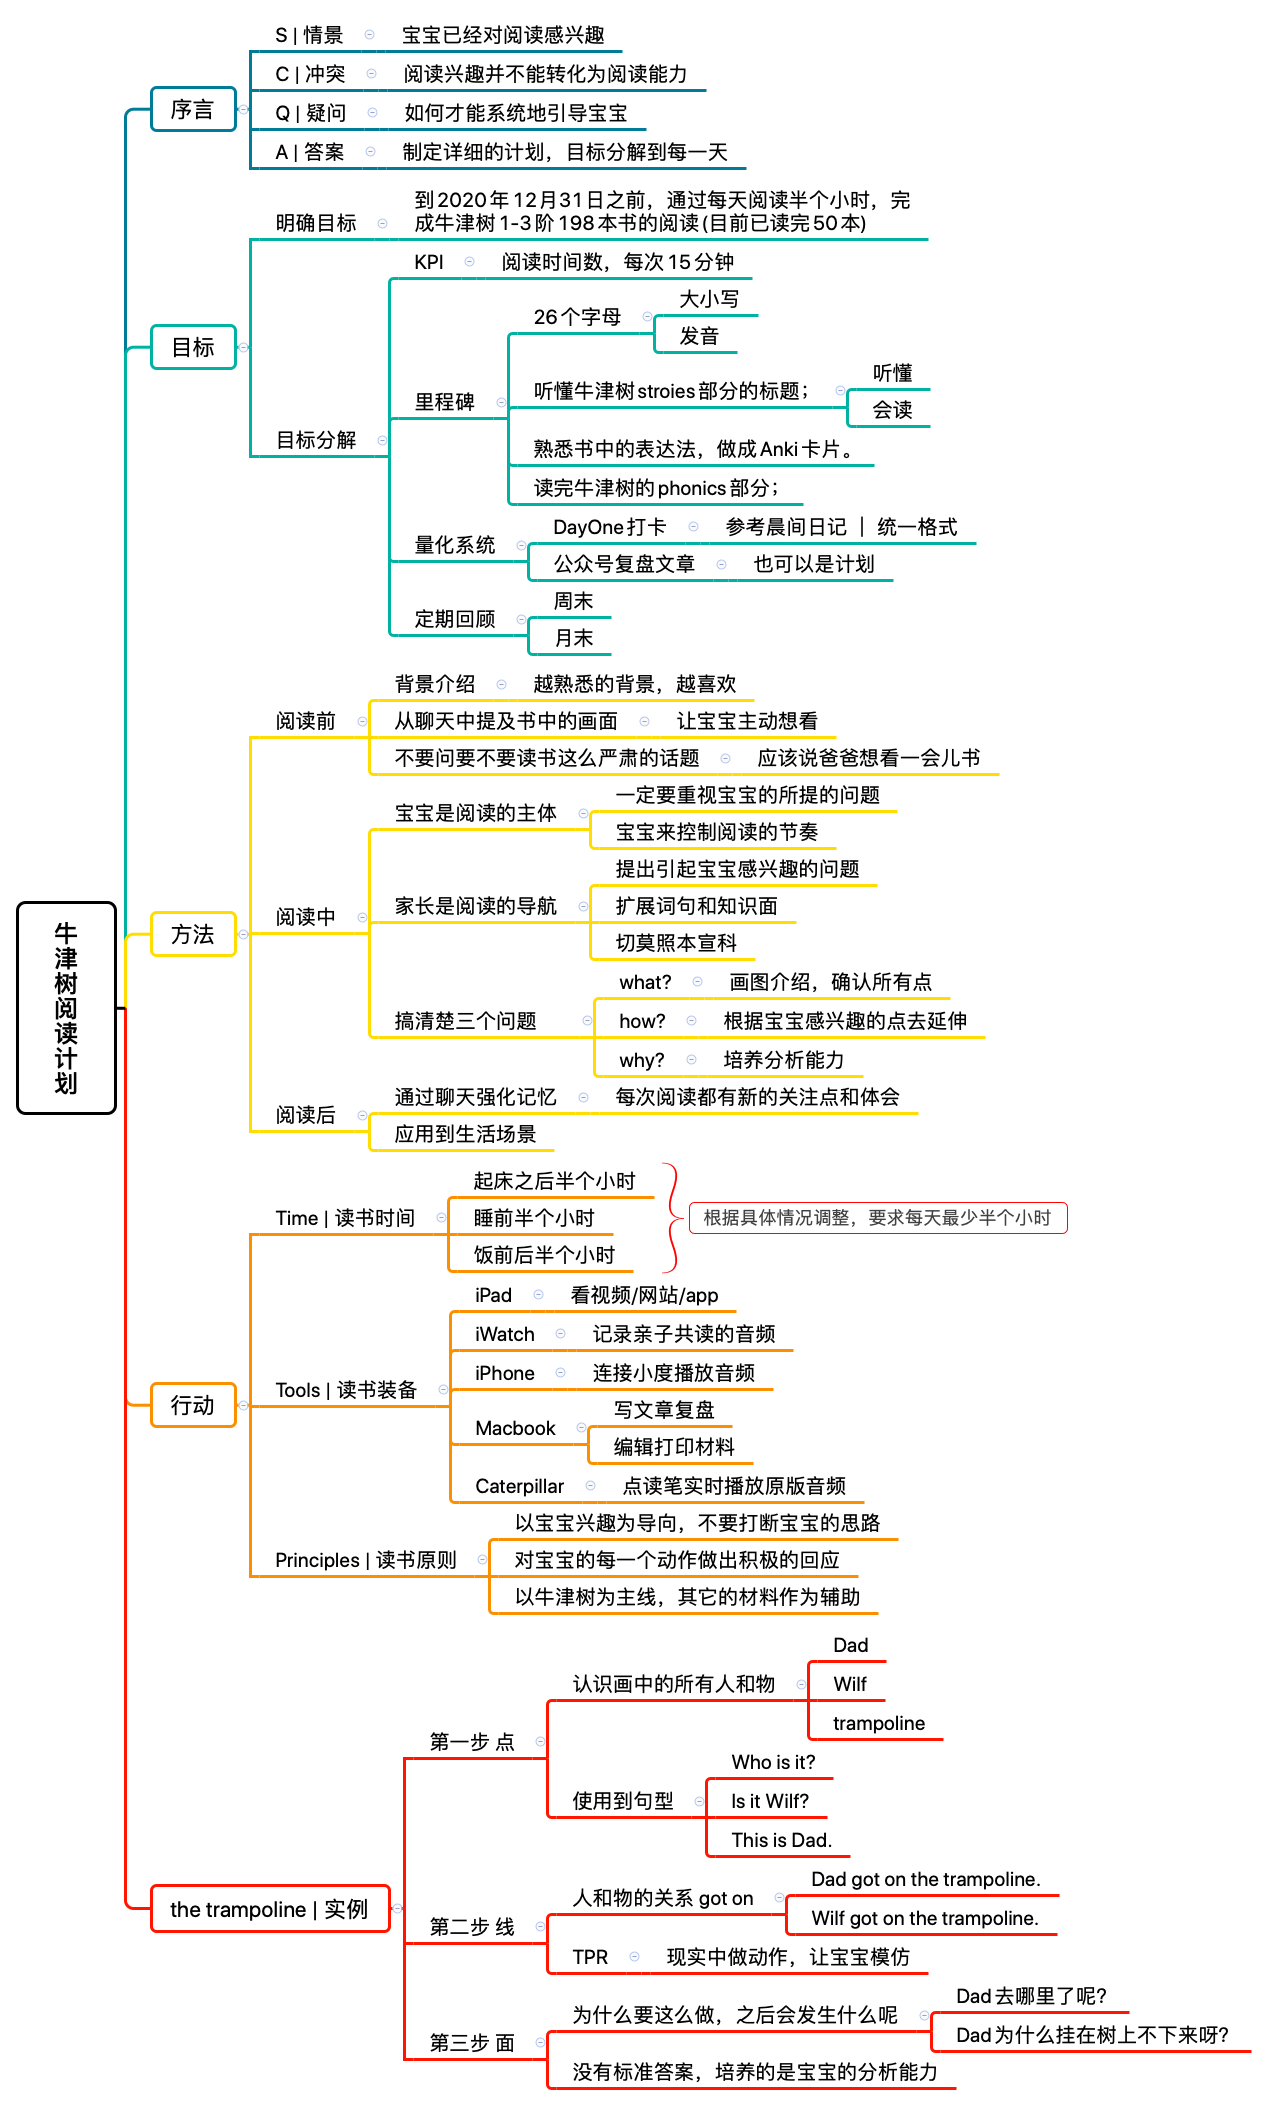 牛津树阅读计划
序言
S | 情景
宝宝已经对阅读感兴趣
C | 冲突
阅读兴趣并不能转化为阅读能力
Q | 疑问
如何才能系统地引导宝宝
A | 答案
制定详细的计划，目标分解到每一天
目标
明确目标
到2020年12月31日之前，通过每天阅读半个小时，完
成牛津树1-3阶198本书的阅读(目前已读完50本)
目标分解
KPI
阅读时间数，每次15分钟
里程碑
26个字母
大小写
发音
听懂牛津树stroies部分的标题；
听懂
会读
熟悉书中的表达法，做成Anki卡片。
读完牛津树的phonics部分；
量化系统
DayOne打卡
参考晨间日记 ｜ 统一格式
公众号复盘文章
也可以是计划
定期回顾
周末
月末
方法
阅读前
背景介绍
越熟悉的背景，越喜欢
从聊天中提及书中的画面
让宝宝主动想看
不要问要不要读书这么严肃的话题
应该说爸爸想看一会儿书
阅读中
宝宝是阅读的主体
一定要重视宝宝的所提的问题
宝宝来控制阅读的节奏
家长是阅读的导航
提出引起宝宝感兴趣的问题
扩展词句和知识面
切莫照本宣科
搞清楚三个问题
what?
画图介绍，确认所有点
how?
根据宝宝感兴趣的点去延伸
why?
培养分析能力
阅读后
通过聊天强化记忆
每次阅读都有新的关注点和体会
应用到生活场景
行动
Time | 读书时间
起床之后半个小时
睡前半个小时
饭前后半个小时
根据具体情况调整，要求每天最少半个小时
Tools | 读书装备
iPad
看视频/网站/app
iWatch
记录亲子共读的音频
iPhone
连接小度播放音频
Macbook
写文章复盘
编辑打印材料
Caterpillar
点读笔实时播放原版音频
Principles | 读书原则
以宝宝兴趣为导向，不要打断宝宝的思路
对宝宝的每一个动作做出积极的回应
以牛津树为主线，其它的材料作为辅助
the trampoline | 实例
第一步 点
认识画中的所有人和物
Dad
Wilf
trampoline
使用到句型
Who is it?
Is it Wilf?
This is Dad.
第二步 线
人和物的关系 got on
Dad got on the trampoline.
Wilf got on the trampoline.
TPR
现实中做动作，让宝宝模仿
第三步 面
为什么要这么做，之后会发生什么呢
Dad去哪里了呢？
Dad为什么挂在树上不下来呀？
没有标准答案，培养的是宝宝的分析能力